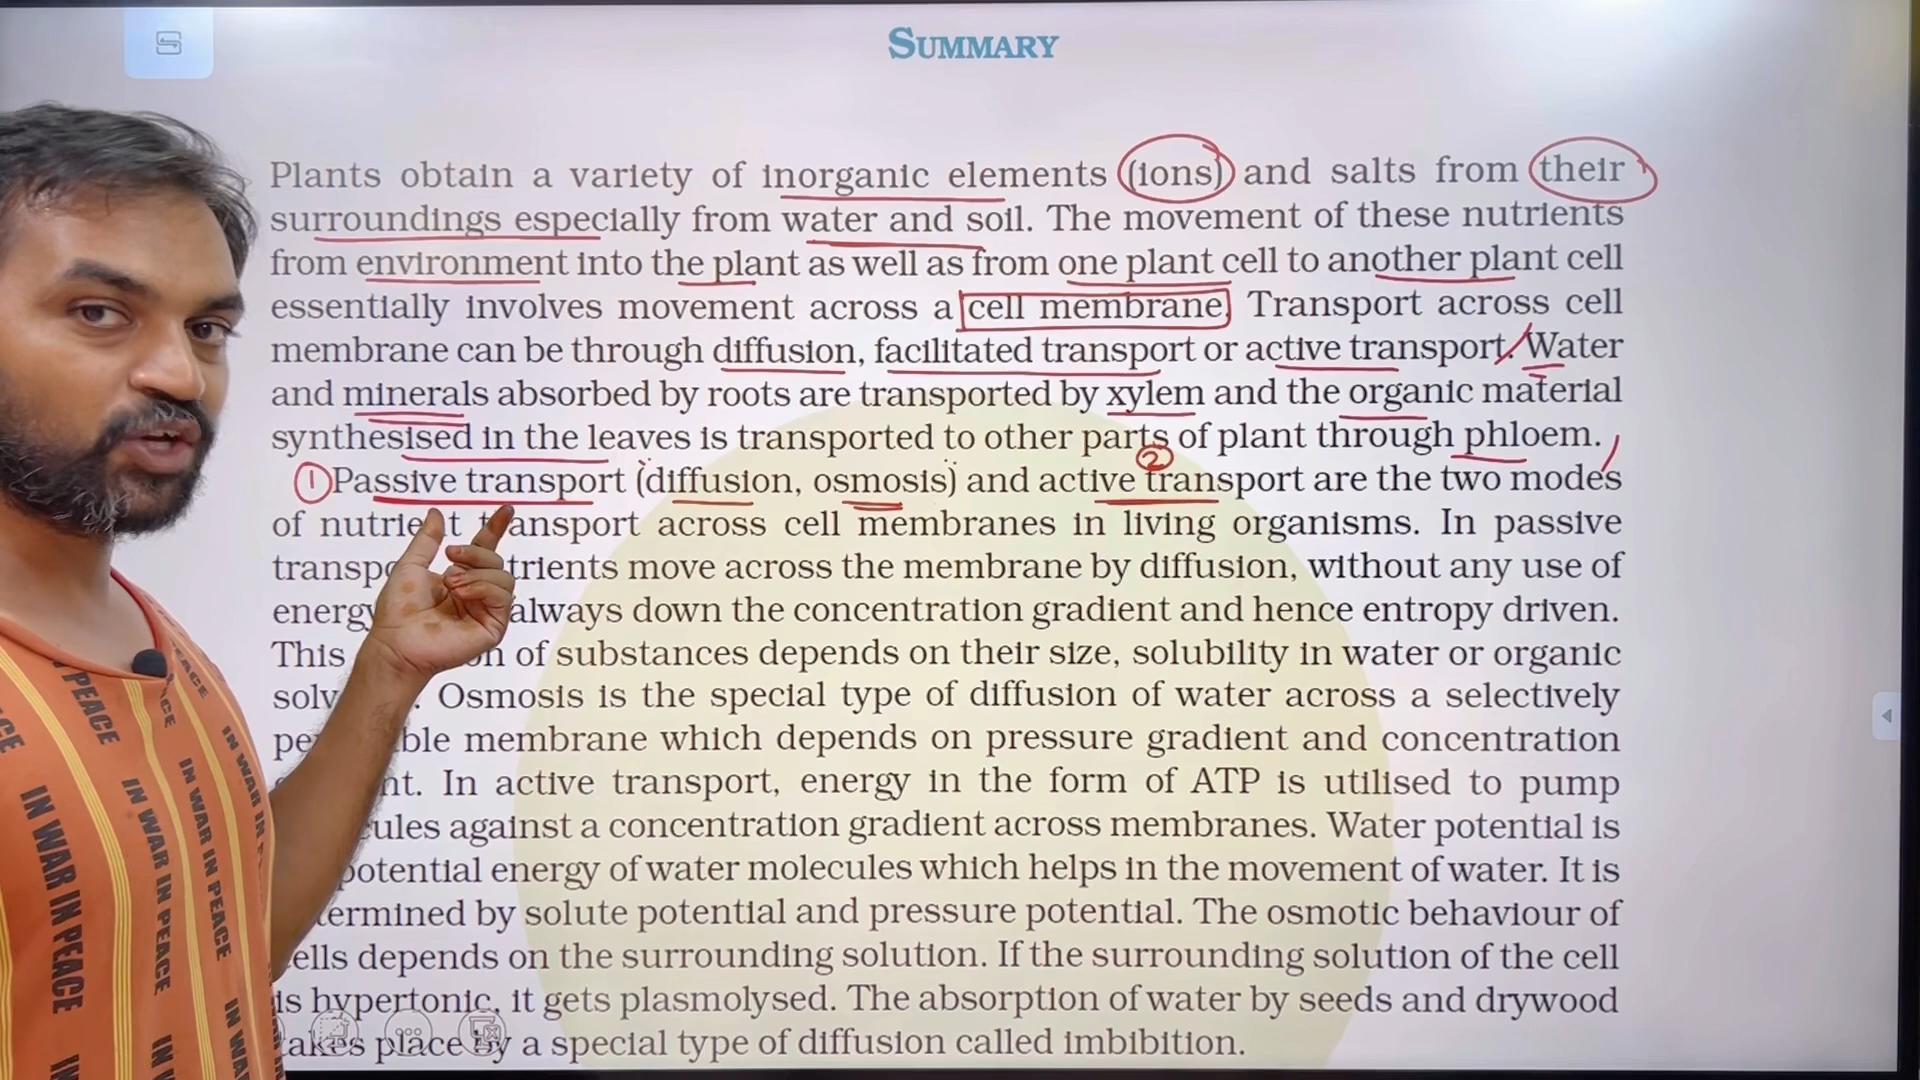 SUMMARY
Plants obtain a variety of inorganic elements (ions) and salts from their
surroundings especially from water and soil. The movement of these nutrients
from environment into the plant as well as from one plant cell to another plant cell
essentially involves movement across a cell membrane. Transport across cell
membrane can be through diffusion, facilitated transport or active transport. Water
and minerals absorbed by roots are transported by xylem and the organic material
synthesised in the leaves is transported to other parts of plant through phloem.
2
1 Passive transport (diffusion, osmosis) and active transport are the two modes
of nutrient transport across cell membranes in living organisms. In passive
trients move across the membrane by diffusion, without any use of
energy always down the concentration gradient and hence entropy driven.
This of substances depends on their size, solubility in water or organic
Osmosis is the special type of diffusion of water across a selectively
ble membrane which depends on pressure gradient and concentration
nt. In active transport, energy in the form of ATP is utilised to pump
ules against a concentration gradient across membranes. Water potential is
potential energy of water molecules which helps in the movement of water. It is
ermined by solute potential and pressure potential. The osmotic behaviour of
ells depends on the surrounding solution. If the surrounding solution of the cell
is hypertonic, it gets plasmolysed. The absorption of water by seeds and drywood
takes place by a special type of diffusion called imbibition.
PEACE
IN WAR IN PEACE
IN WAR IN PEACE
IN WAR IN PEACE